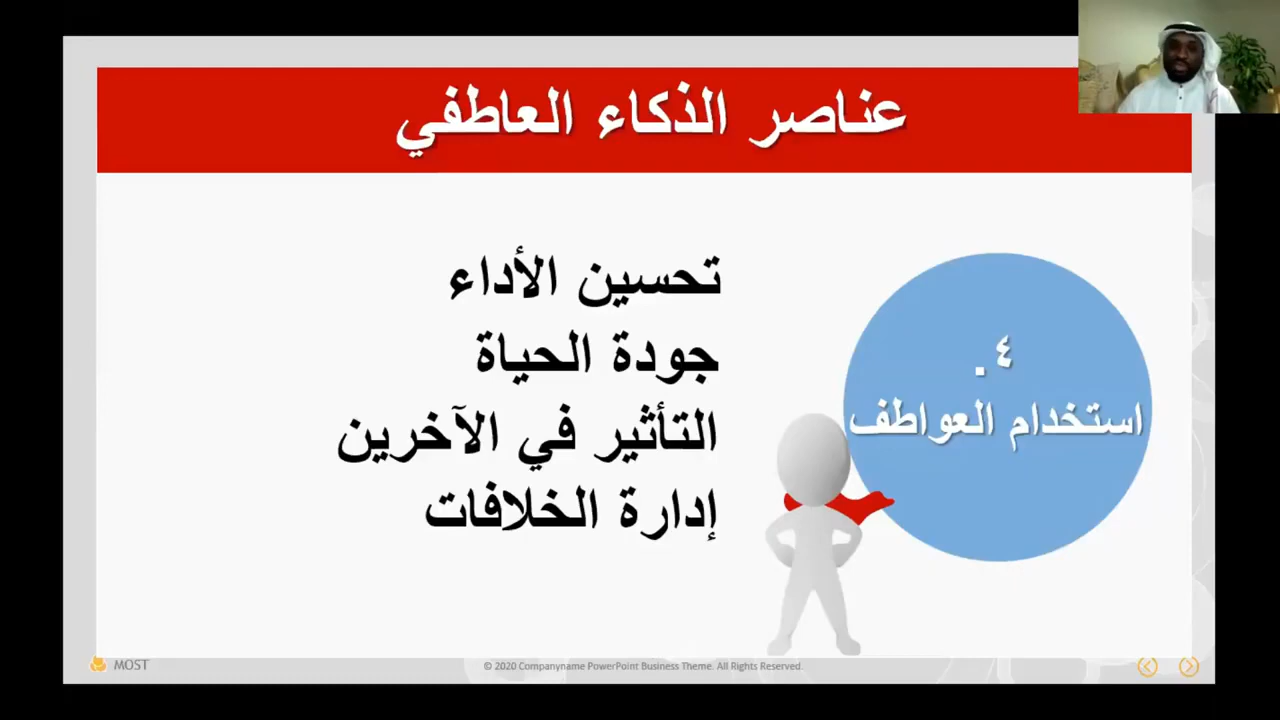 عناصر الذكاء العاطفي
٤.
استخدام العواطف
تحسين الأداء
جودة الحياة
التأثير في الآخرين
إدارة الخلافات
MOST
© 2020 Companyname PowerPoint Business Theme. All Rights Reserved.